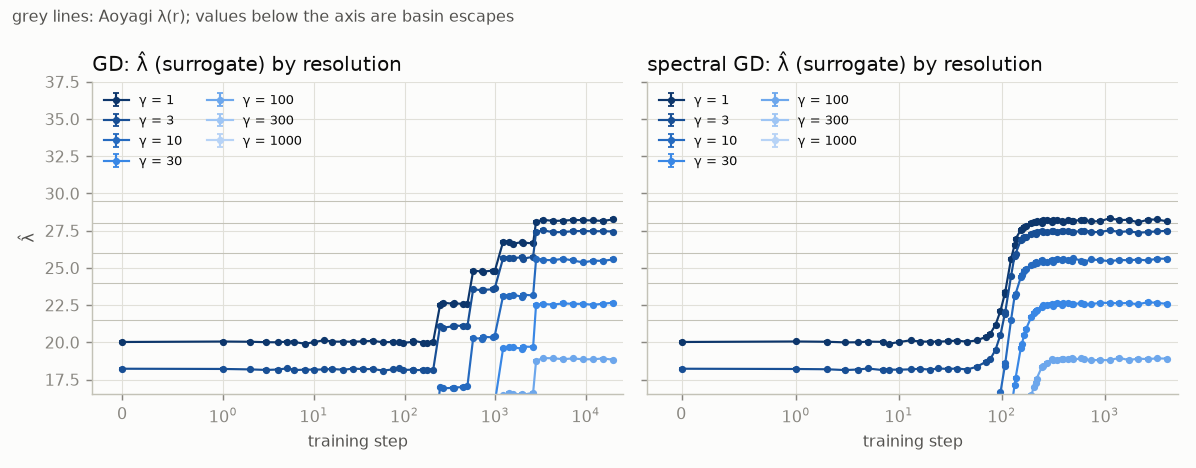 grey lines: Aoyagi λ(r); values below the axis are basin escapes
GD: λ̂ (surrogate) by resolution
37.5
35.0
32.5
30.0
27.5
25.0
22.5
20.0
17.5
λ̂
γ = 1
γ = 3
γ = 10
γ = 30
γ = 100
γ = 300
γ = 1000
0
10⁰
10¹
10²
10³
10⁴
training step
spectral GD: λ̂ (surrogate) by resolution
γ = 1
γ = 3
γ = 10
γ = 30
γ = 100
γ = 300
γ = 1000
0
10⁰
10¹
10²
10³
training step